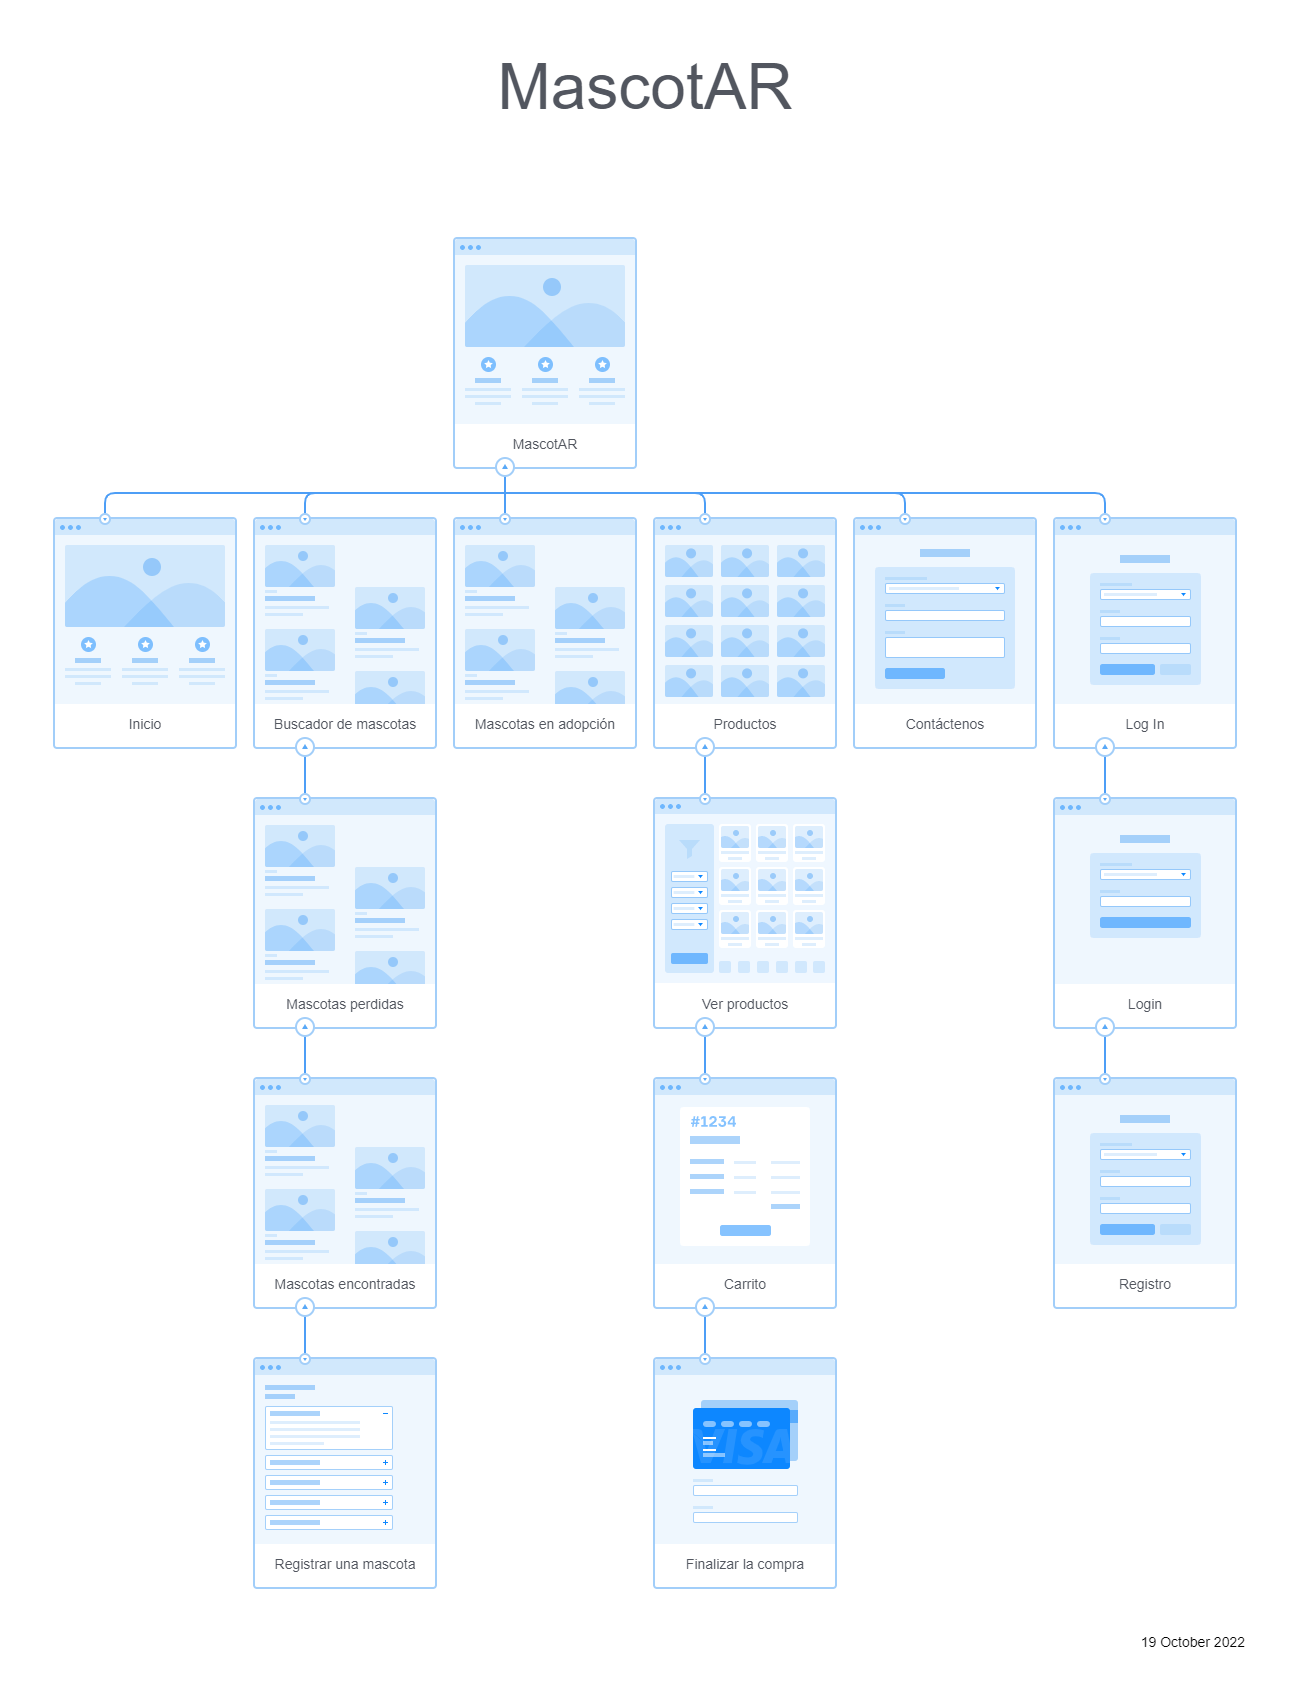 MascotAR
MascotAR
Inicio
Buscador de mascotas
Mascotas en adopción
Productos
Contáctenos
Log In
Mascotas perdidas
Ver productos
Login
Mascotas encontradas
#1234
Carrito
Registro
Registrar una mascota
VISA
Finalizar la compra
19 October 2022